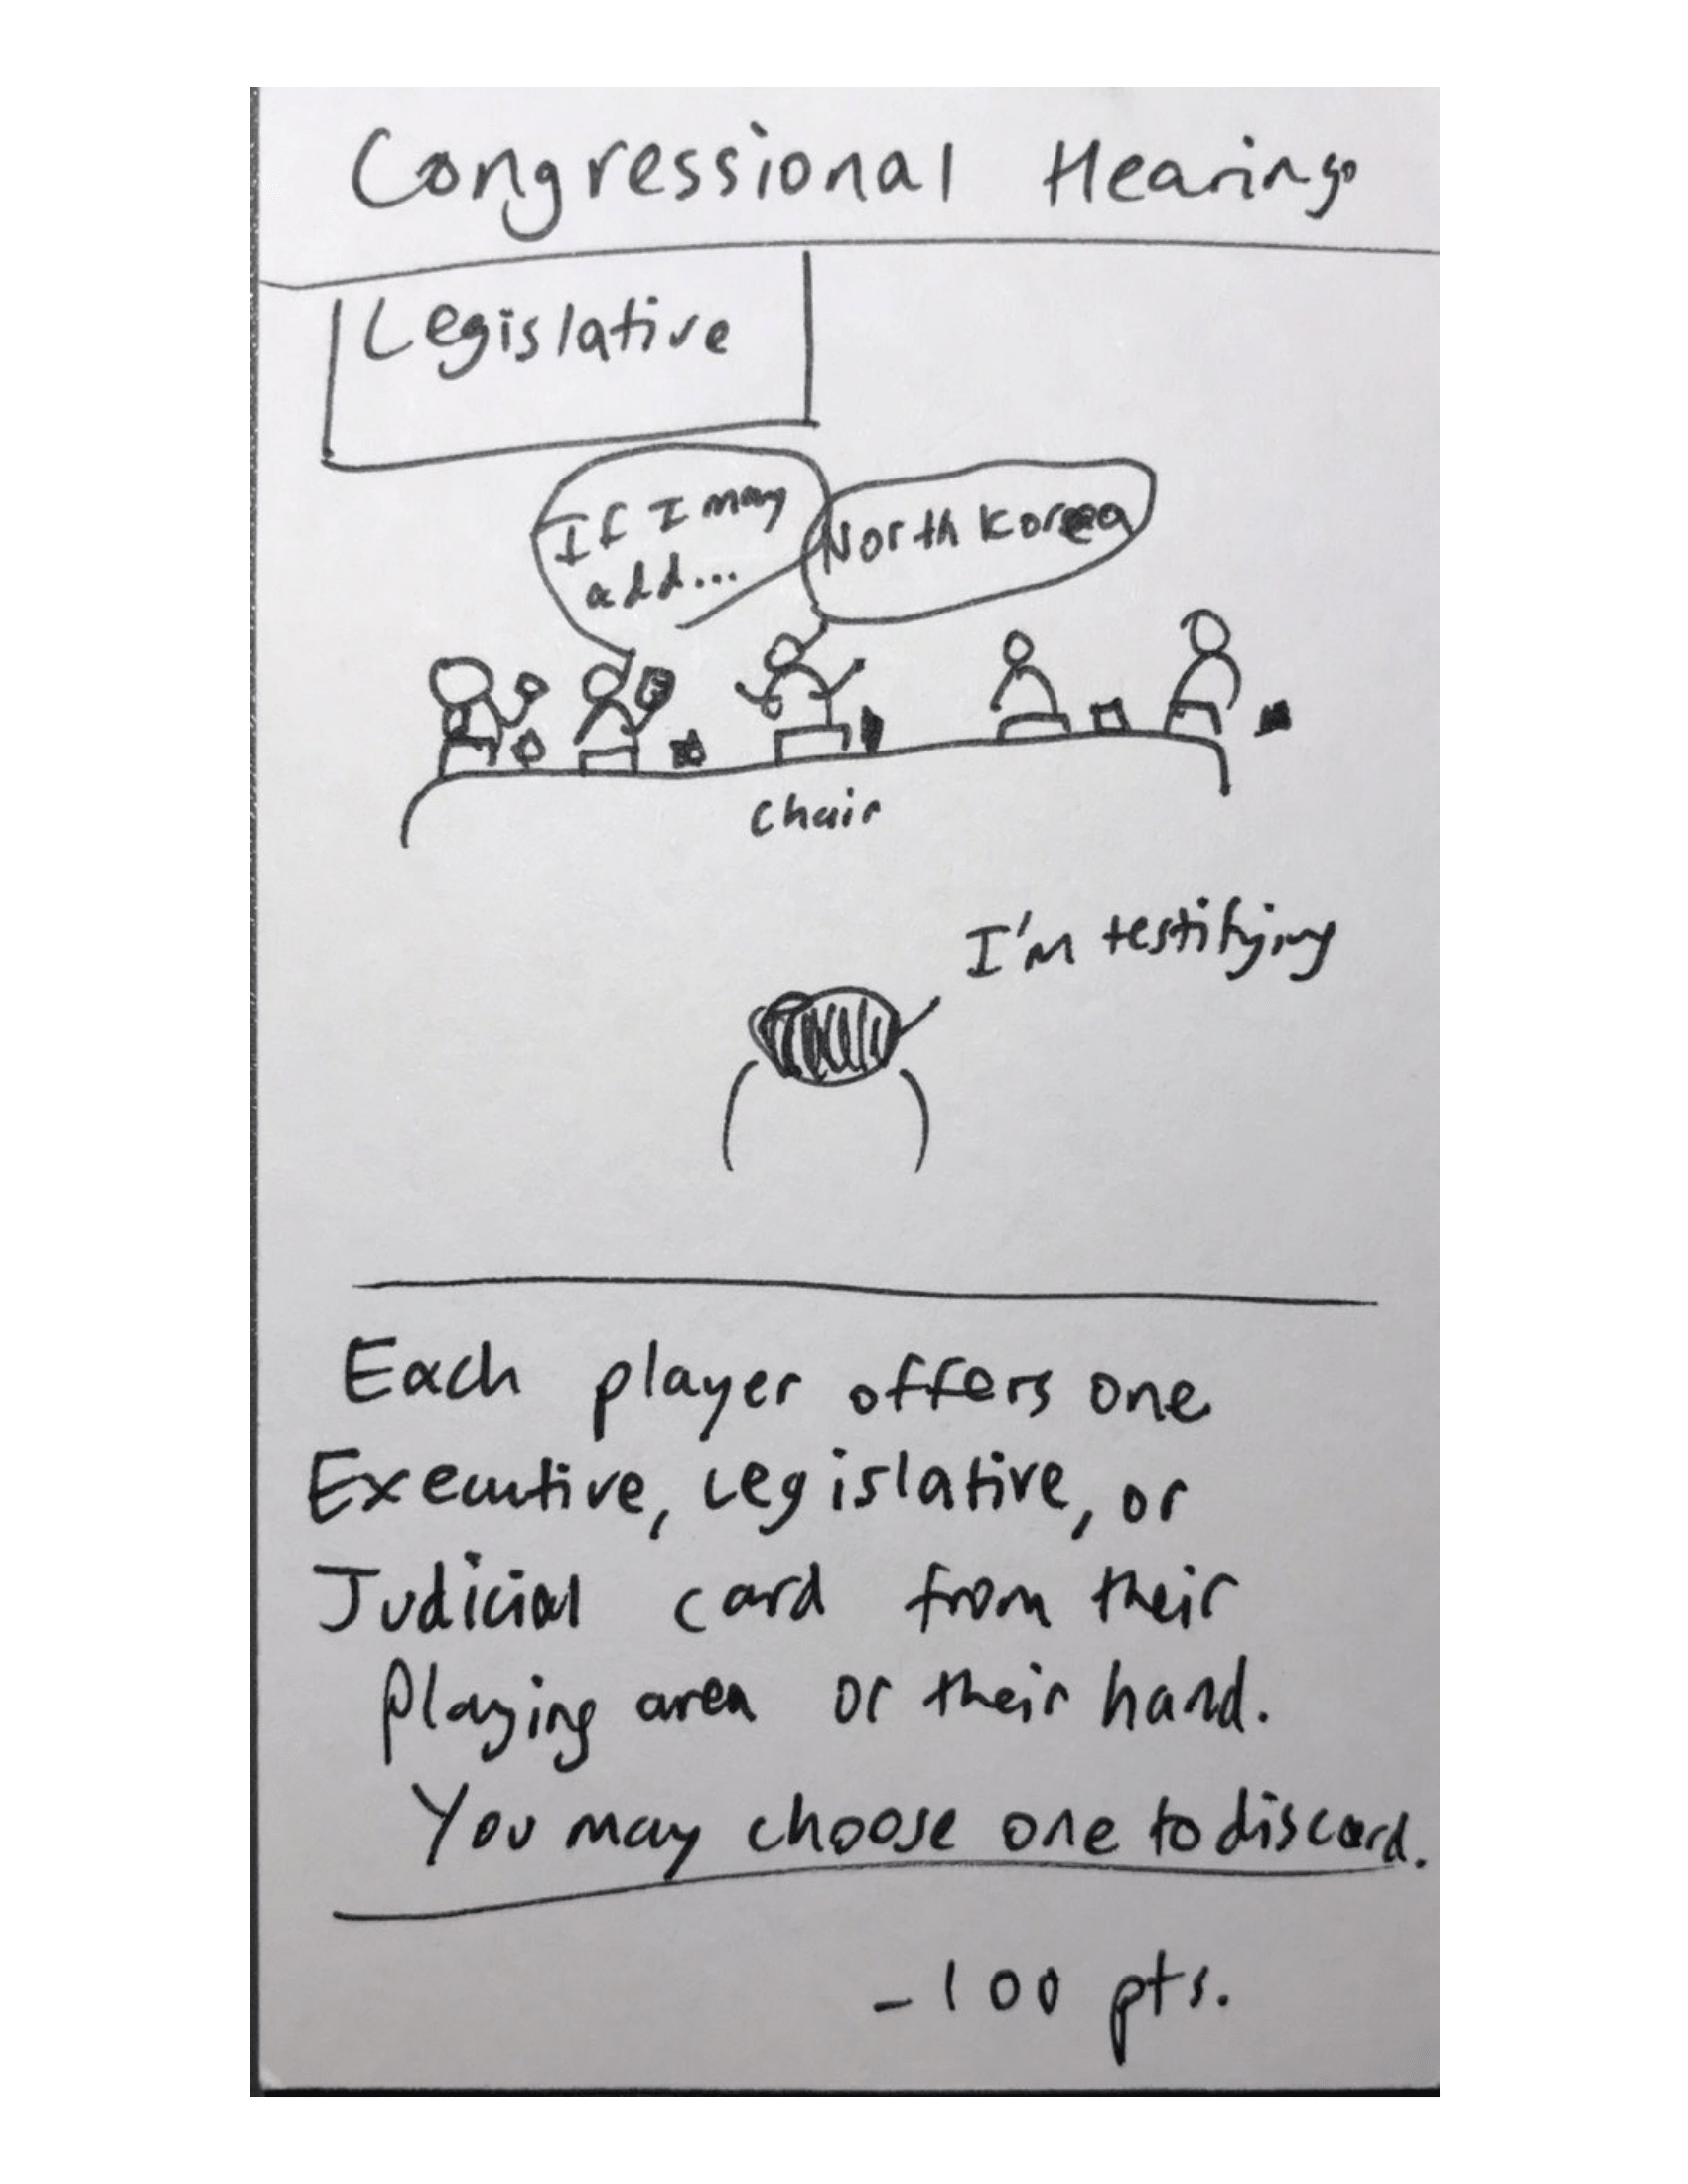 Congressional Hearing
Legislative
If I may
add...
North Korea
chair
I'm testifying
Each player offers one
Executive, Legislative, or
Judicial card from their
playing area or their hand.
You may choose one to discard.
-100 pts.